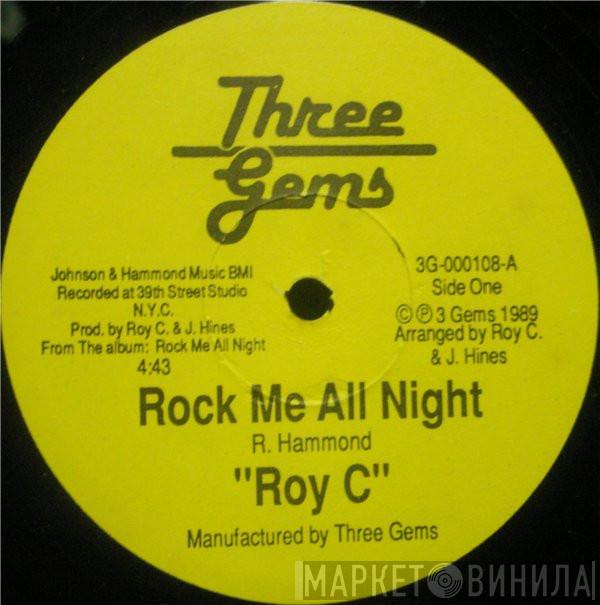 Three
Gems
Johnson & Hammond Music BMI
Recorded at 39th Street Studio
N.Y.C.
Prod. by Roy C. & J. Hines
From The album: Rock Me All Night
4:43
3G-000108-A
Side One
©℗ 3 Gems 1989
Arranged by Roy C.
& J. Hines
Rock Me All Night
R. Hammond
"Roy C"
Manufactured by Three Gems
МАРКЕТ ВИНИЛА